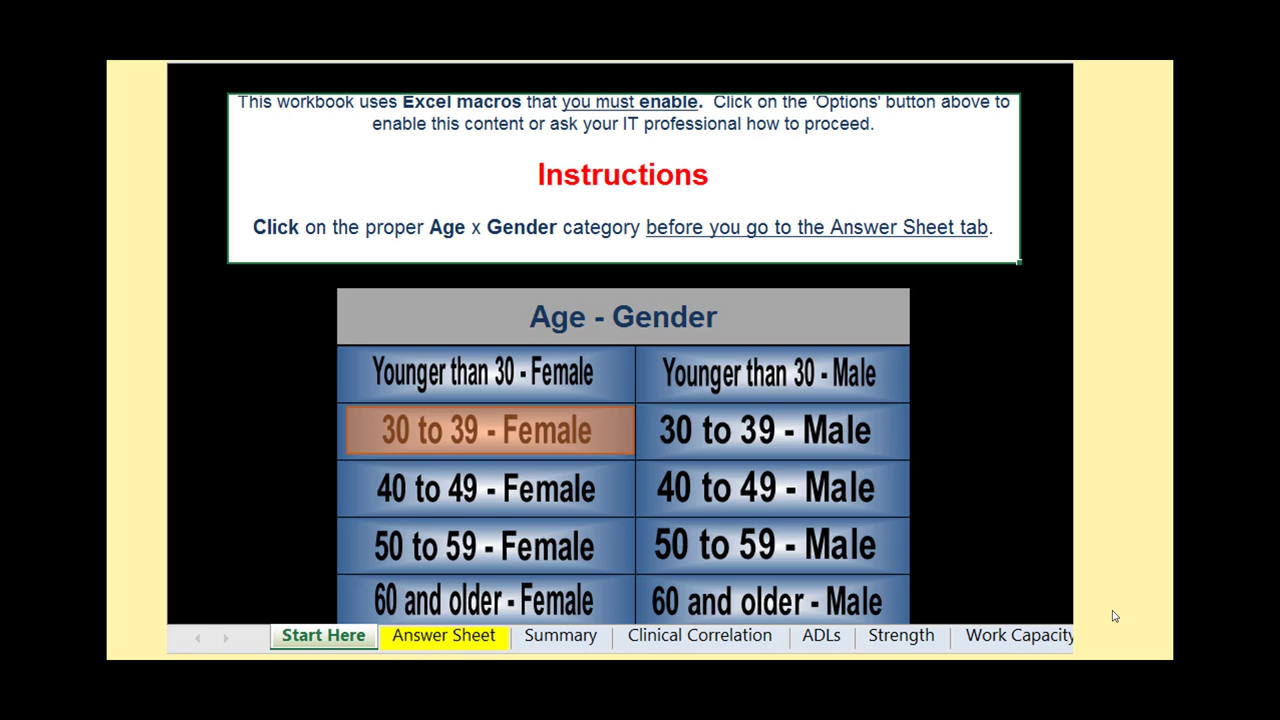 This workbook uses Excel macros that you must enable. Click on the 'Options' button above to
enable this content or ask your IT professional how to proceed.
Instructions
Click on the proper Age x Gender category before you go to the Answer Sheet tab.
Age - Gender
Younger than 30 - Female
Younger than 30 - Male
30 to 39 - Female
30 to 39 - Male
40 to 49 - Female
40 to 49 - Male
50 to 59 - Female
50 to 59 - Male
60 and older - Female
60 and older - Male
Start Here Answer Sheet Summary Clinical Correlation ADLs Strength Work Capacity